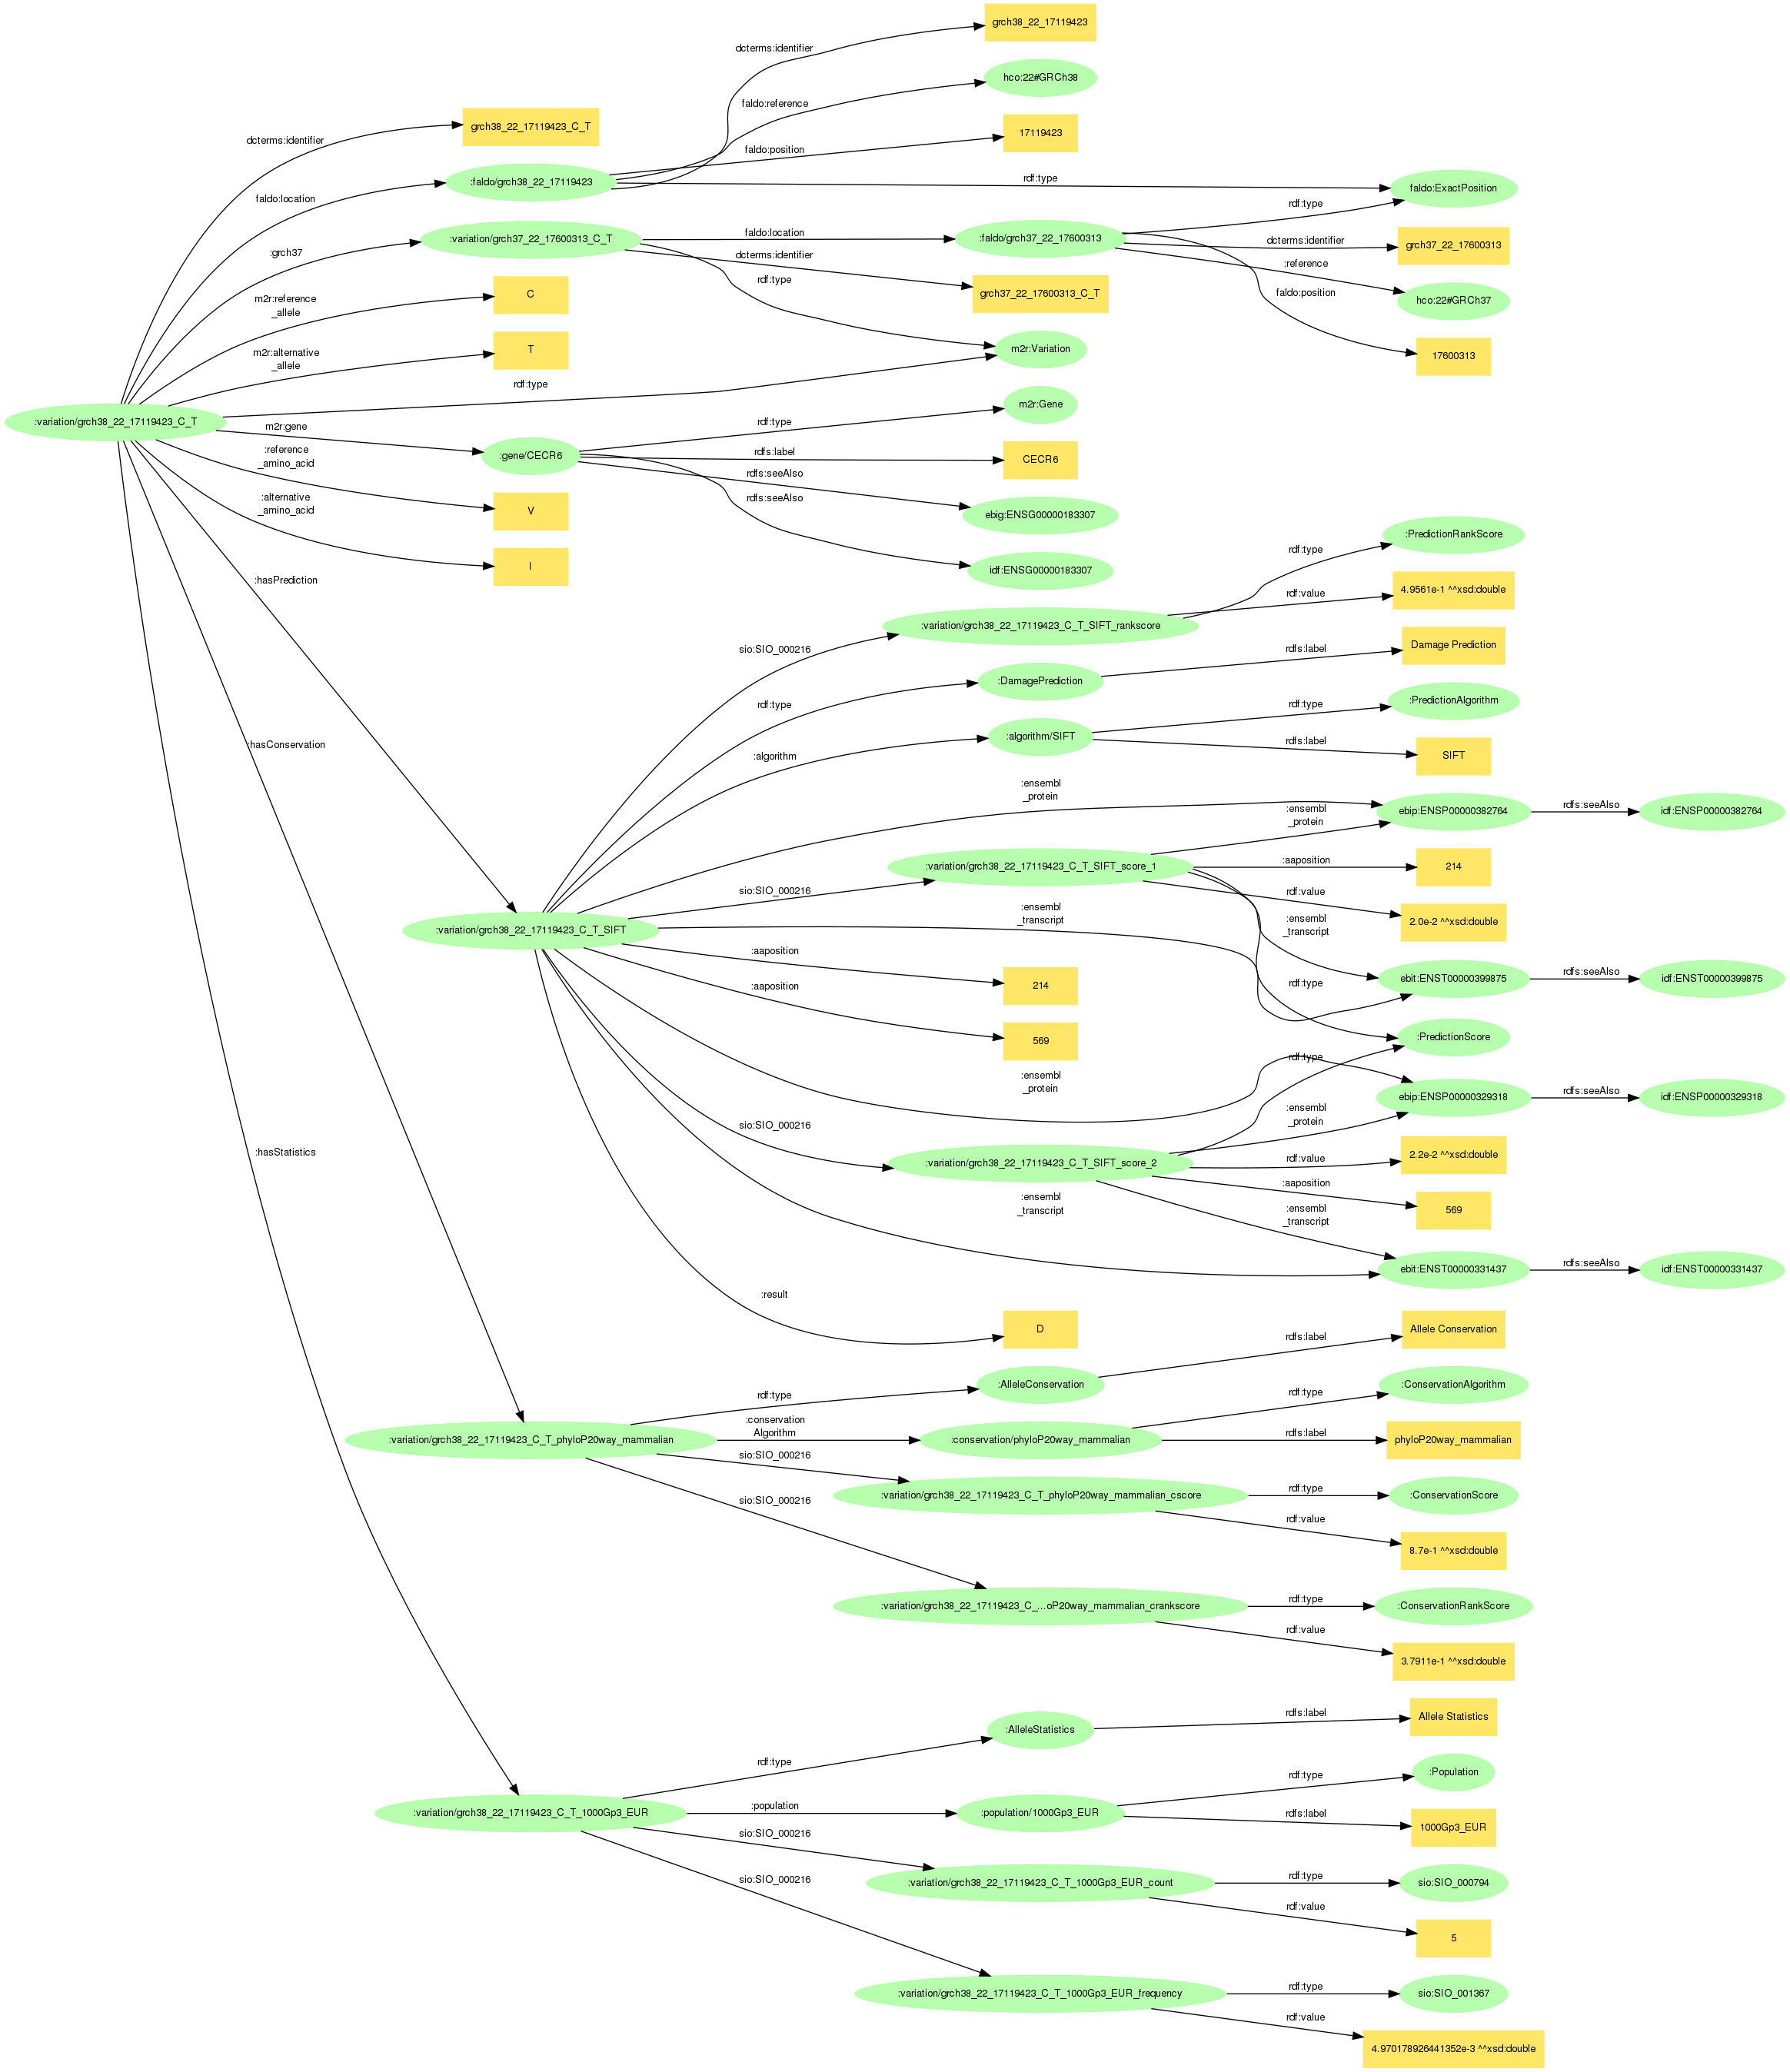 grch38_22_17119423
dcterms:identifier
hco:22#GRCh38
faldo:reference
grch38_22_17119423_C_T
dcterms:identifier
17119423
faldo:position
:faldo/grch38_22_17119423
rdf:type
faldo:ExactPosition
faldo:location
rdf:type
:variation/grch37_22_17600313_C_T
faldo:location
:faldo/grch37_22_17600313
dcterms:identifier
grch37_22_17600313
:grch37
dcterms:identifier
:reference
rdf:type
grch37_22_17600313_C_T
faldo:position
hco:22#GRCh37
C
m2r:reference
_allele
T
m2r:alternative
_allele
m2r:Variation
17600313
rdf:type
m2r:Gene
:variation/grch38_22_17119423_C_T
m2r:gene
rdf:type
:gene/CECR6
rdfs:label
CECR6
:reference
_amino_acid
rdfs:seeAlso
V
rdfs:seeAlso
ebig:ENSG00000183307
:alternative
_amino_acid
I
idf:ENSG00000183307
:hasPrediction
:PredictionRankScore
rdf:type
4.9561e-1 ^^xsd:double
rdf:value
:variation/grch38_22_17119423_C_T_SIFT_rankscore
sio:SIO_000216
Damage Prediction
rdfs:label
:DamagePrediction
rdf:type
:PredictionAlgorithm
rdf:type
:algorithm/SIFT
:hasConservation
:algorithm
rdfs:label
SIFT
:ensembl
_protein
:ensembl
_protein
ebip:ENSP00000382764
rdfs:seeAlso
idf:ENSP00000382764
:variation/grch38_22_17119423_C_T_SIFT_score_1
:aaposition
214
sio:SIO_000216
rdf:value
2.0e-2 ^^xsd:double
:ensembl
_transcript
:ensembl
_transcript
:variation/grch38_22_17119423_C_T_SIFT
:aaposition
214
rdf:type
ebit:ENST00000399875
rdfs:seeAlso
idf:ENST00000399875
:aaposition
569
:PredictionScore
rdf:type
:ensembl
_protein
ebip:ENSP00000329318
rdfs:seeAlso
idf:ENSP00000329318
:ensembl
_protein
sio:SIO_000216
:hasStatistics
:variation/grch38_22_17119423_C_T_SIFT_score_2
rdf:value
2.2e-2 ^^xsd:double
:aaposition
569
:ensembl
_transcript
:ensembl
_transcript
ebit:ENST00000331437
rdfs:seeAlso
idf:ENST00000331437
:result
D
Allele Conservation
rdfs:label
:AlleleConservation
rdf:type
:ConservationAlgorithm
rdf:type
:variation/grch38_22_17119423_C_T_phyloP20way_mammalian
:conservation
Algorithm
:conservation/phyloP20way_mammalian
rdfs:label
phyloP20way_mammalian
sio:SIO_000216
:variation/grch38_22_17119423_C_T_phyloP20way_mammalian_cscore
rdf:type
:ConservationScore
sio:SIO_000216
rdf:value
8.7e-1 ^^xsd:double
:variation/grch38_22_17119423_C_...oP20way_mammalian_crankscore
rdf:type
:ConservationRankScore
rdf:value
3.7911e-1 ^^xsd:double
:AlleleStatistics
rdfs:label
Allele Statistics
rdf:type
:Population
rdf:type
:variation/grch38_22_17119423_C_T_1000Gp3_EUR
:population
:population/1000Gp3_EUR
rdfs:label
1000Gp3_EUR
sio:SIO_000216
:variation/grch38_22_17119423_C_T_1000Gp3_EUR_count
rdf:type
sio:SIO_000794
sio:SIO_000216
rdf:value
5
:variation/grch38_22_17119423_C_T_1000Gp3_EUR_frequency
rdf:type
sio:SIO_001367
rdf:value
4.970178926441352e-3 ^^xsd:double